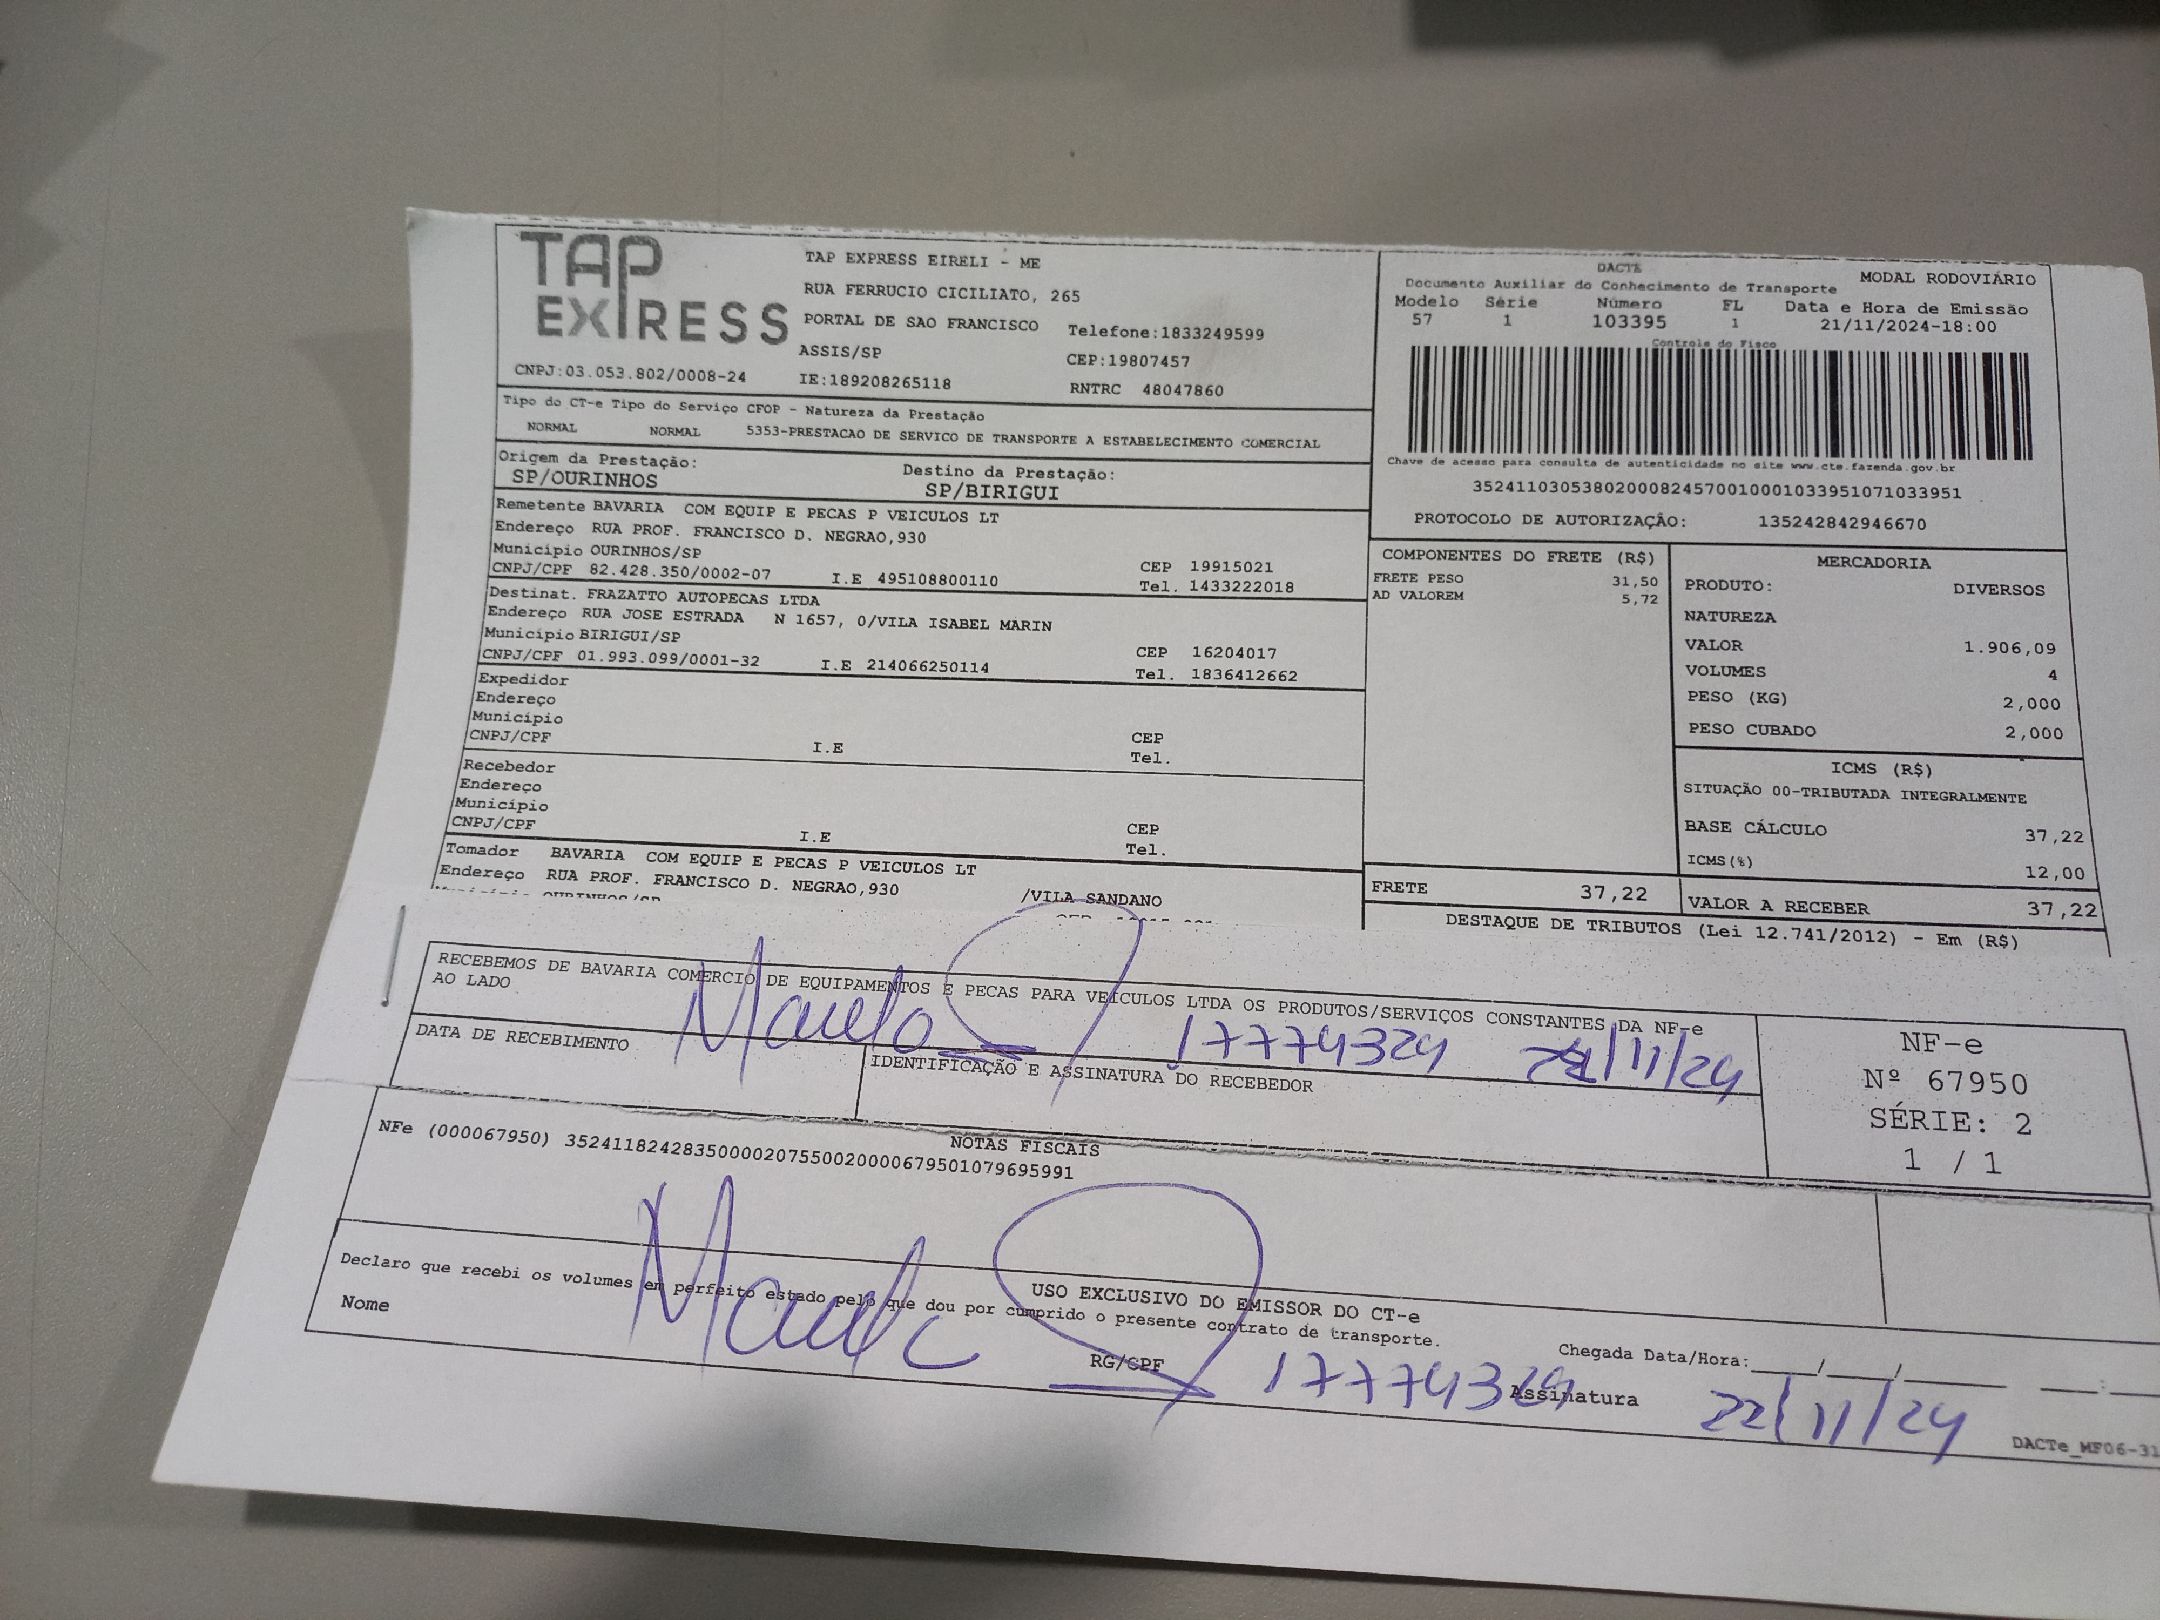 TAP EXPRESS
TAP EXPRESS EIRELI - ME
RUA FERRUCIO CICILIATO, 265
PORTAL DE SAO FRANCISCO Telefone:1833249599
ASSIS/SP CEP:19807457
CNPJ:03.053.802/0008-24 IE:189208265118 RNTRC 48047860
DACTE MODAL RODOVIÁRIO
Documento Auxiliar do Conhecimento de Transporte
Modelo Série Número FL Data e Hora de Emissão
57 1 103395 1 21/11/2024-18:00
Controle do Fisco
Chave de acesso para consulta de autenticidade no site www.cte.fazenda.gov.br
35241103053802000824570010001033951071033951
PROTOCOLO DE AUTORIZAÇÃO: 135242842946670
Tipo do CT-e Tipo do Serviço CFOP - Natureza da Prestação
NORMAL NORMAL 5353-PRESTACAO DE SERVICO DE TRANSPORTE A ESTABELECIMENTO COMERCIAL
Origem da Prestação: Destino da Prestação:
SP/OURINHOS SP/BIRIGUI
Remetente BAVARIA COM EQUIP E PECAS P VEICULOS LT
Endereço RUA PROF. FRANCISCO D. NEGRAO,930
Município OURINHOS/SP CEP 19915021
CNPJ/CPF 82.428.350/0002-07 I.E 495108800110 Tel. 1433222018
Destinat. FRAZATTO AUTOPECAS LTDA
Endereço RUA JOSE ESTRADA N 1657, 0/VILA ISABEL MARIN
Município BIRIGUI/SP CEP 16204017
CNPJ/CPF 01.993.099/0001-32 I.E 214066250114 Tel. 1836412662
Expedidor
Endereço
Município CEP
CNPJ/CPF I.E Tel.
Recebedor
Endereço
Município CEP
CNPJ/CPF I.E Tel.
Tomador BAVARIA COM EQUIP E PECAS P VEICULOS LT
Endereço RUA PROF. FRANCISCO D. NEGRAO,930 /VILA SANDANO
COMPONENTES DO FRETE (R$)
FRETE PESO 31,50
AD VALOREM 5,72
MERCADORIA
PRODUTO: DIVERSOS
NATUREZA
VALOR 1.906,09
VOLUMES 4
PESO (KG) 2,000
PESO CUBADO 2,000
ICMS (R$)
SITUAÇÃO 00-TRIBUTADA INTEGRALMENTE
BASE CÁLCULO 37,22
ICMS(%) 12,00
FRETE 37,22 VALOR A RECEBER 37,22
DESTAQUE DE TRIBUTOS (Lei 12.741/2012) - Em (R$)
RECEBEMOS DE BAVARIA COMERCIO DE EQUIPAMENTOS E PECAS PARA VEICULOS LTDA OS PRODUTOS/SERVIÇOS CONSTANTES DA NF-e
AO LADO
17774324 22/11/24
DATA DE RECEBIMENTO IDENTIFICAÇÃO E ASSINATURA DO RECEBEDOR
NF-e
Nº 67950
SÉRIE: 2
1 / 1
NOTAS FISCAIS
NFe (000067950) 35241182428350000207550020000679501079695991
USO EXCLUSIVO DO EMISSOR DO CT-e
Declaro que recebi os volumes em perfeito estado pelo que dou por cumprido o presente contrato de transporte.
Chegada Data/Hora:____/____/______ ___:___
Nome RG/CPF 17774324 Assinatura 22/11/24
DACTe_MF06-31